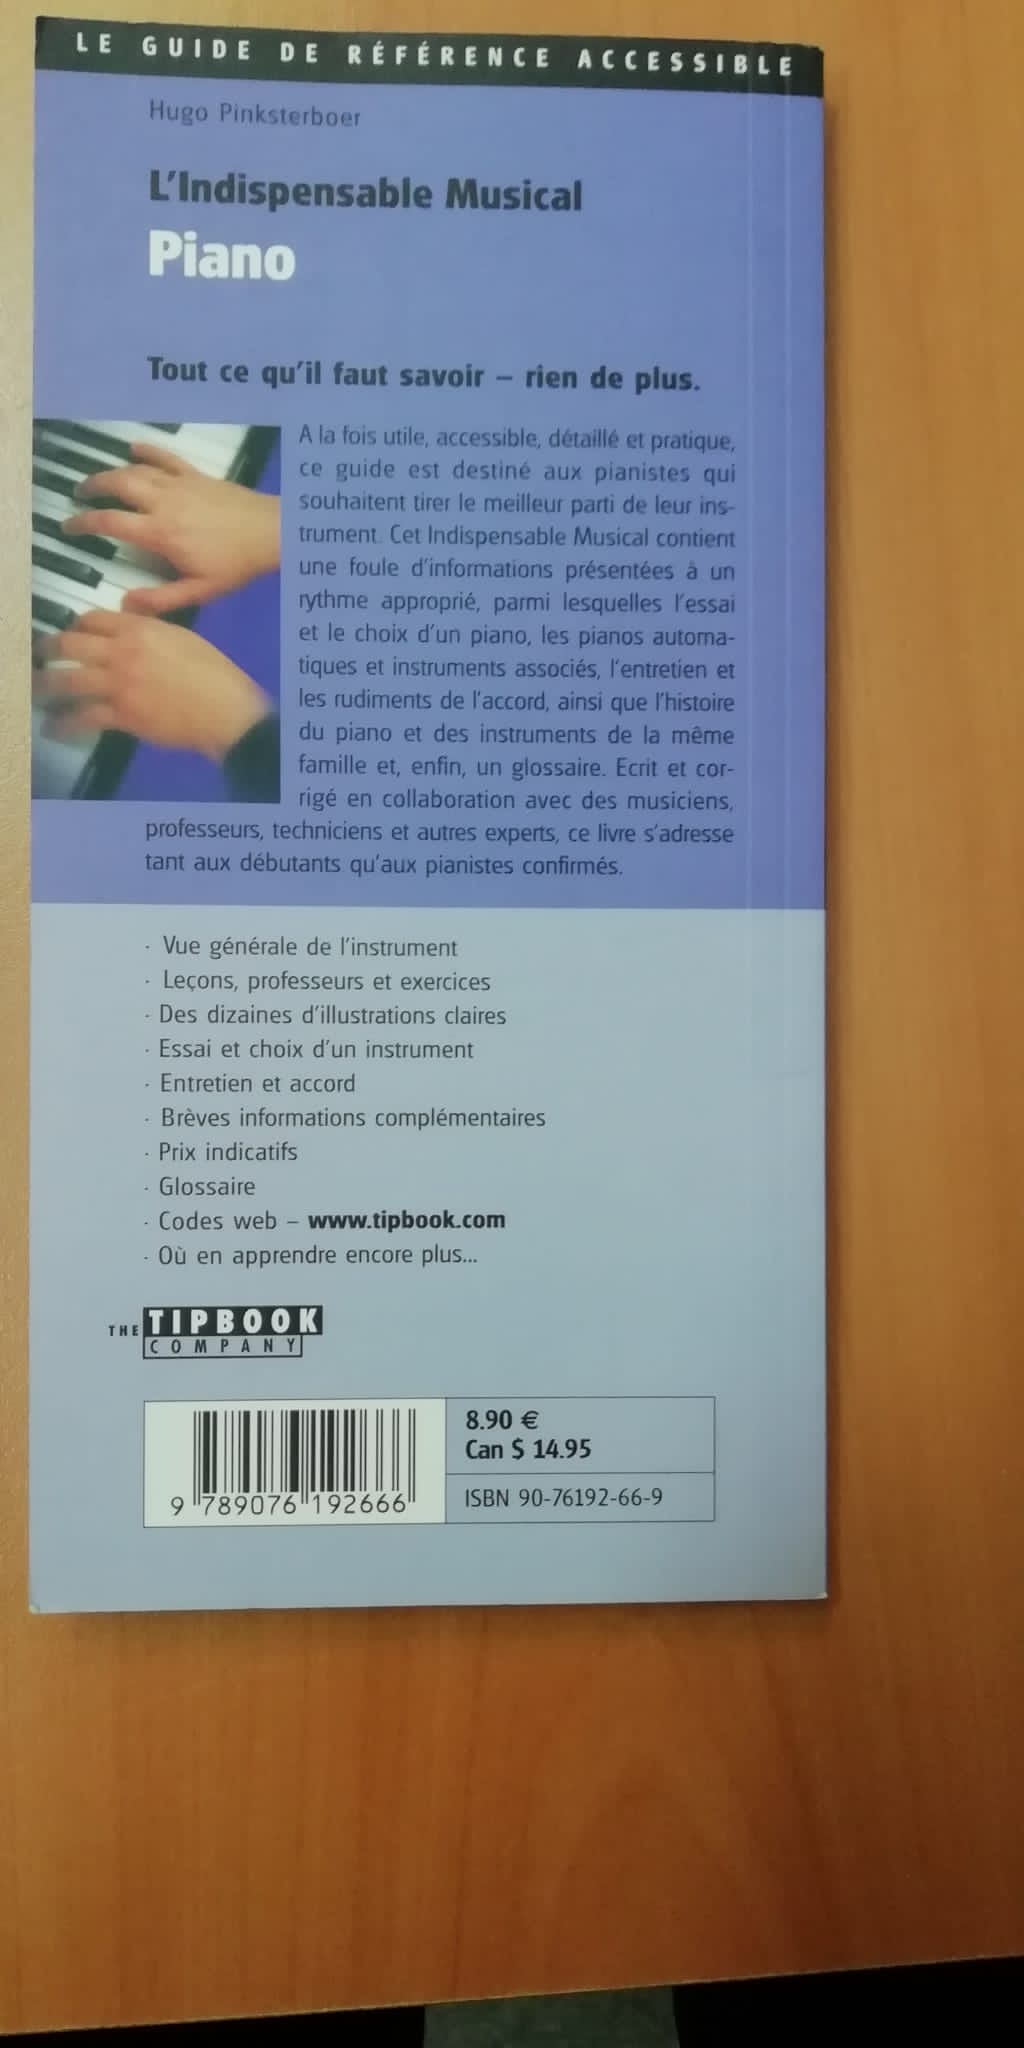 LE GUIDE DE RÉFÉRENCE ACCESSIBLE
Hugo Pinksterboer
L'Indispensable Musical
Piano
Tout ce qu'il faut savoir – rien de plus.
A la fois utile, accessible, détaillé et pratique,
ce guide est destiné aux pianistes qui
souhaitent tirer le meilleur parti de leur ins-
trument. Cet Indispensable Musical contient
une foule d'informations présentées à un
rythme approprié, parmi lesquelles l'essai
et le choix d'un piano, les pianos automa-
tiques et instruments associés, l'entretien et
les rudiments de l'accord, ainsi que l'histoire
du piano et des instruments de la même
famille et, enfin, un glossaire. Ecrit et cor-
rigé en collaboration avec des musiciens,
professeurs, techniciens et autres experts, ce livre s'adresse
tant aux débutants qu'aux pianistes confirmés.
· Vue générale de l'instrument
· Leçons, professeurs et exercices
· Des dizaines d'illustrations claires
· Essai et choix d'un instrument
· Entretien et accord
· Brèves informations complémentaires
· Prix indicatifs
· Glossaire
· Codes web – www.tipbook.com
· Où en apprendre encore plus...
THE TIPBOOK
COMPANY
8.90 €
Can $ 14.95
ISBN 90-76192-66-9
9 789076 192666